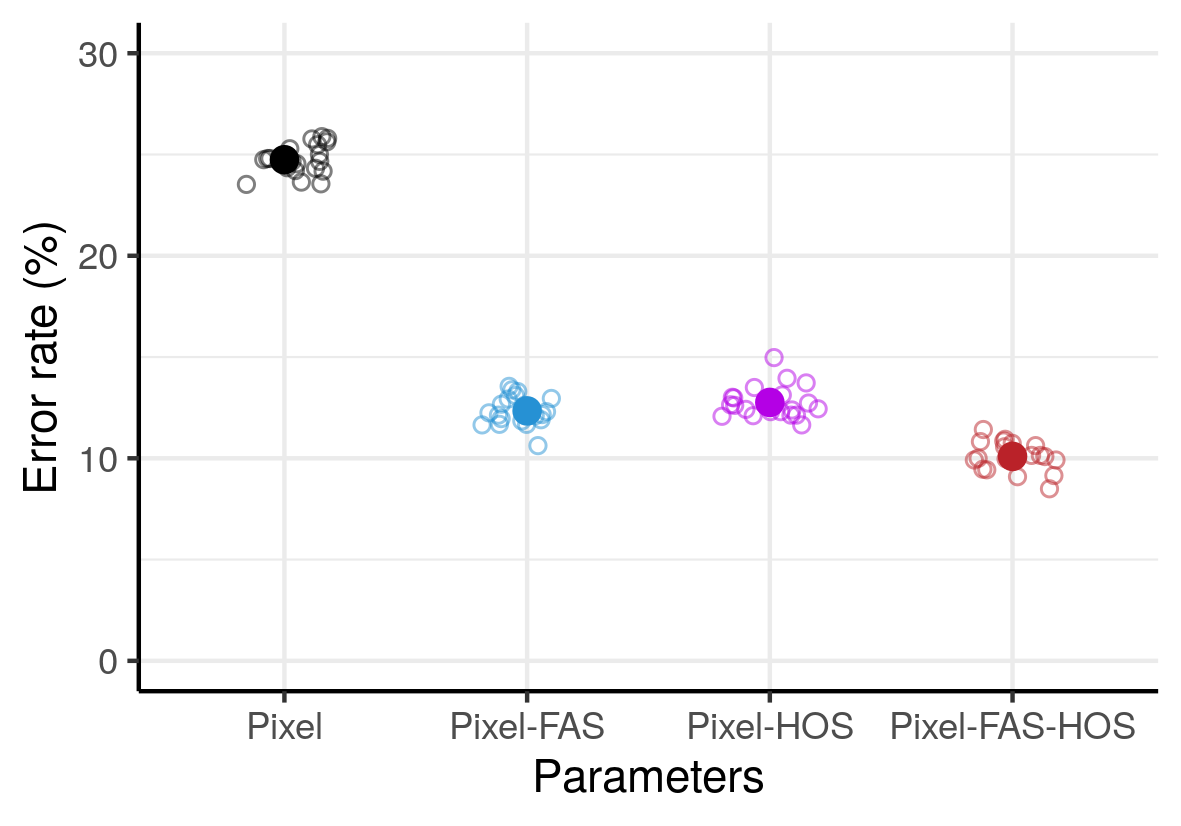 30
20
10
0
Error rate (%)
Pixel
Pixel-FAS
Pixel-HOS
Pixel-FAS-HOS
Parameters